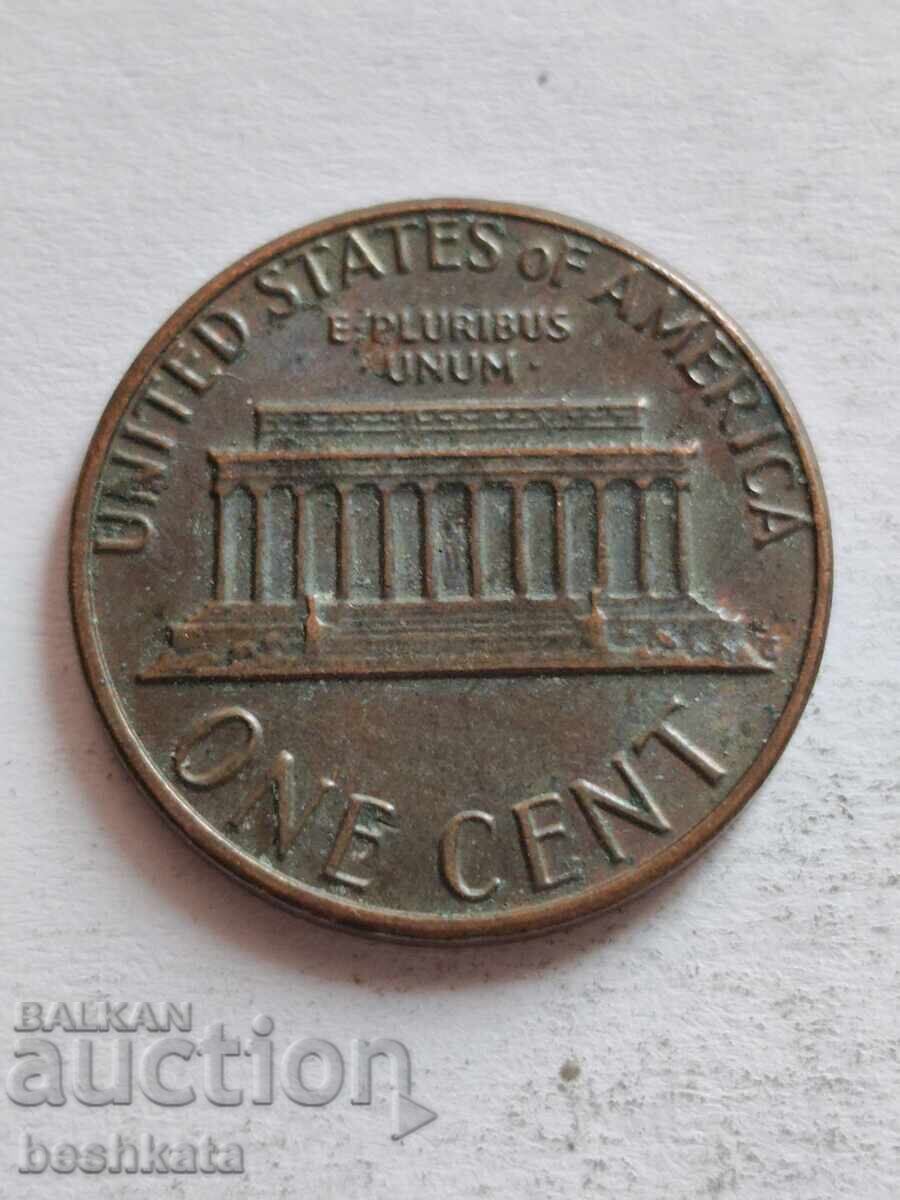 UNITED STATES OF AMERICA
E·PLURIBUS
·UNUM·
ONE CENT
BALKAN
auction
beshkata